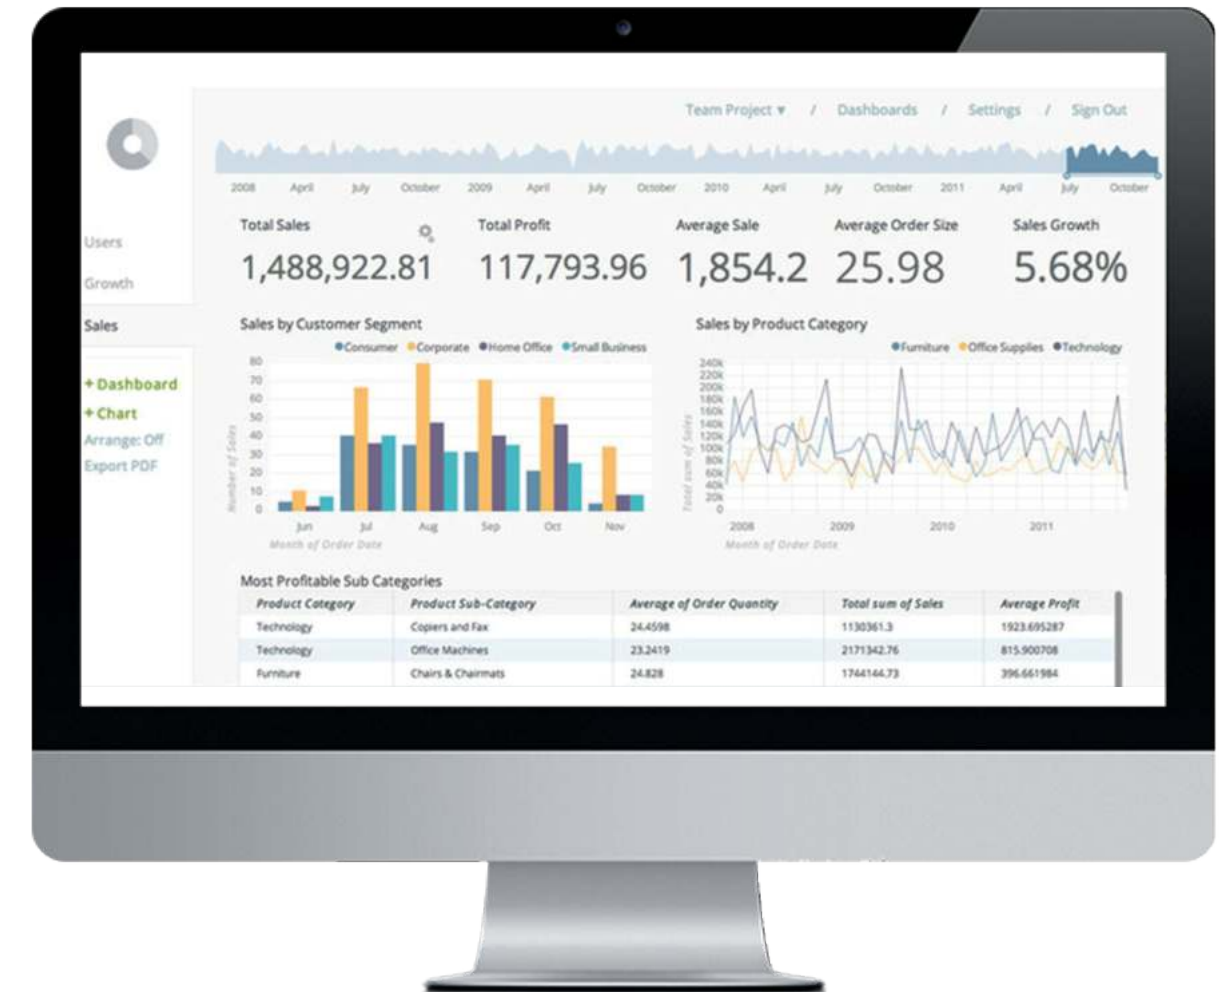 Team Project ▾ / Dashboards / Settings / Sign Out
2008 April July October 2009 April July October 2010 April July October 2011 April July October
Users
Growth
Sales
+ Dashboard
+ Chart
Arrange: Off
Export PDF
Total Sales
1,488,922.81
Total Profit
117,793.96
Average Sale
1,854.2
Average Order Size
25.98
Sales Growth
5.68%
Sales by Customer Segment
Consumer Corporate Home Office Small Business
Number of Sales
80
70
60
50
40
30
20
10
0
Jun Jul Aug Sep Oct Nov
Month of Order Date
Sales by Product Category
Furniture Office Supplies Technology
Total sum of Sales
240k
220k
200k
180k
160k
140k
120k
100k
80k
60k
40k
20k
0
2008 2009 2010 2011
Month of Order Date
Most Profitable Sub Categories
Product Category Product Sub-Category Average of Order Quantity Total sum of Sales Average Profit
Technology Copiers and Fax 24.4598 1130361.3 1923.695287
Technology Office Machines 23.2419 2171342.76 815.900708
Furniture Chairs & Chairmats 24.828 1744144.73 396.661984